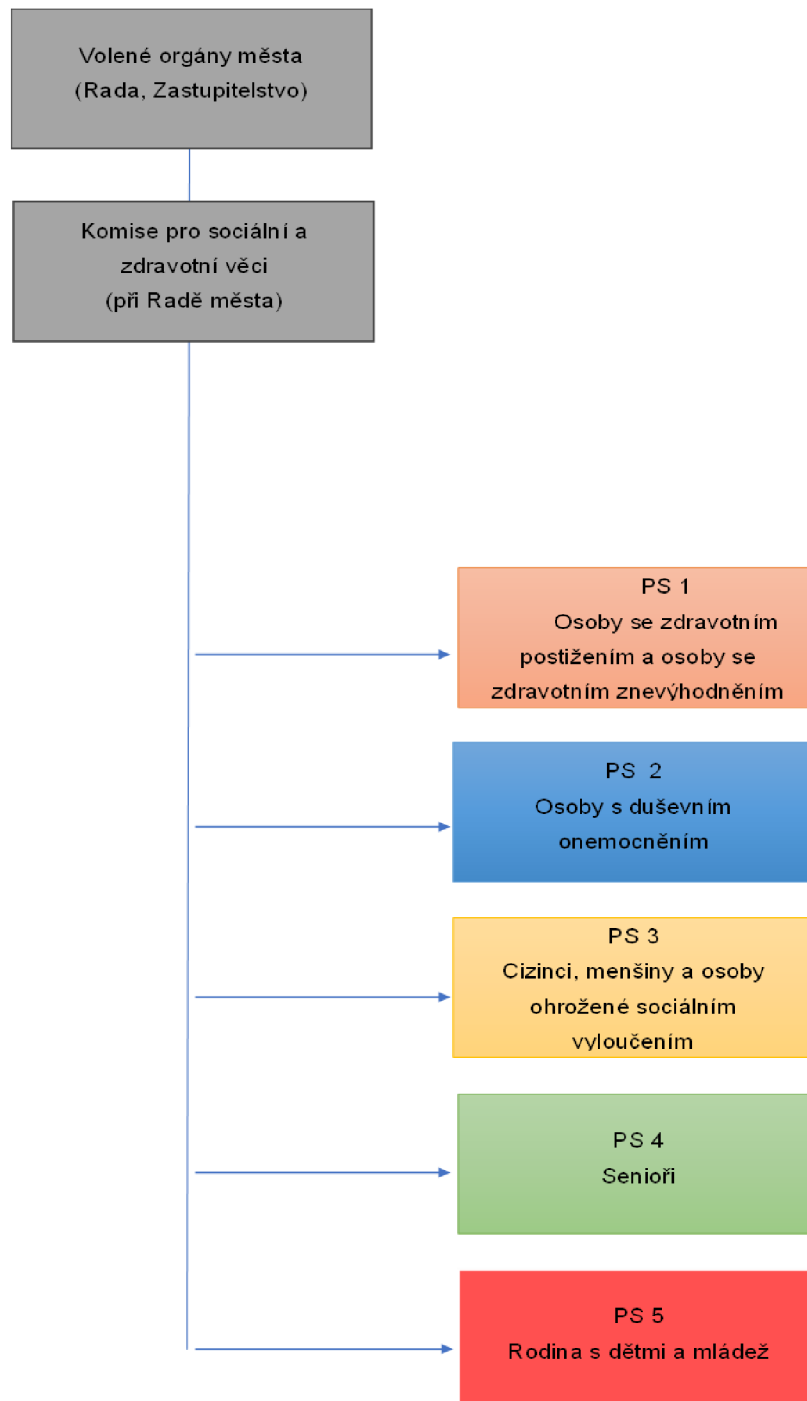 Volené orgány města
(Rada, Zastupitelstvo)
Komise pro sociální a
zdravotní věci
(při Radě města)
PS 1
Osoby se zdravotním
postižením a osoby se
zdravotním znevýhodněním
PS 2
Osoby s duševním
onemocněním
PS 3
Cizinci, menšiny a osoby
ohrožené sociálním
vyloučením
PS 4
Senioři
PS 5
Rodina s dětmi a mládež